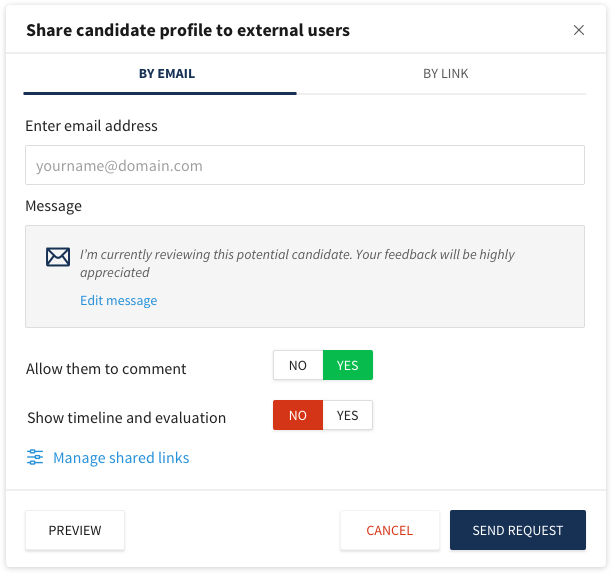 Share candidate profile to external users
BY EMAIL
BY LINK
Enter email address
yourname@domain.com
Message
I'm currently reviewing this potential candidate. Your feedback will be highly
appreciated
Edit message
Allow them to comment
NO YES
Show timeline and evaluation
NO YES
Manage shared links
PREVIEW
CANCEL
SEND REQUEST